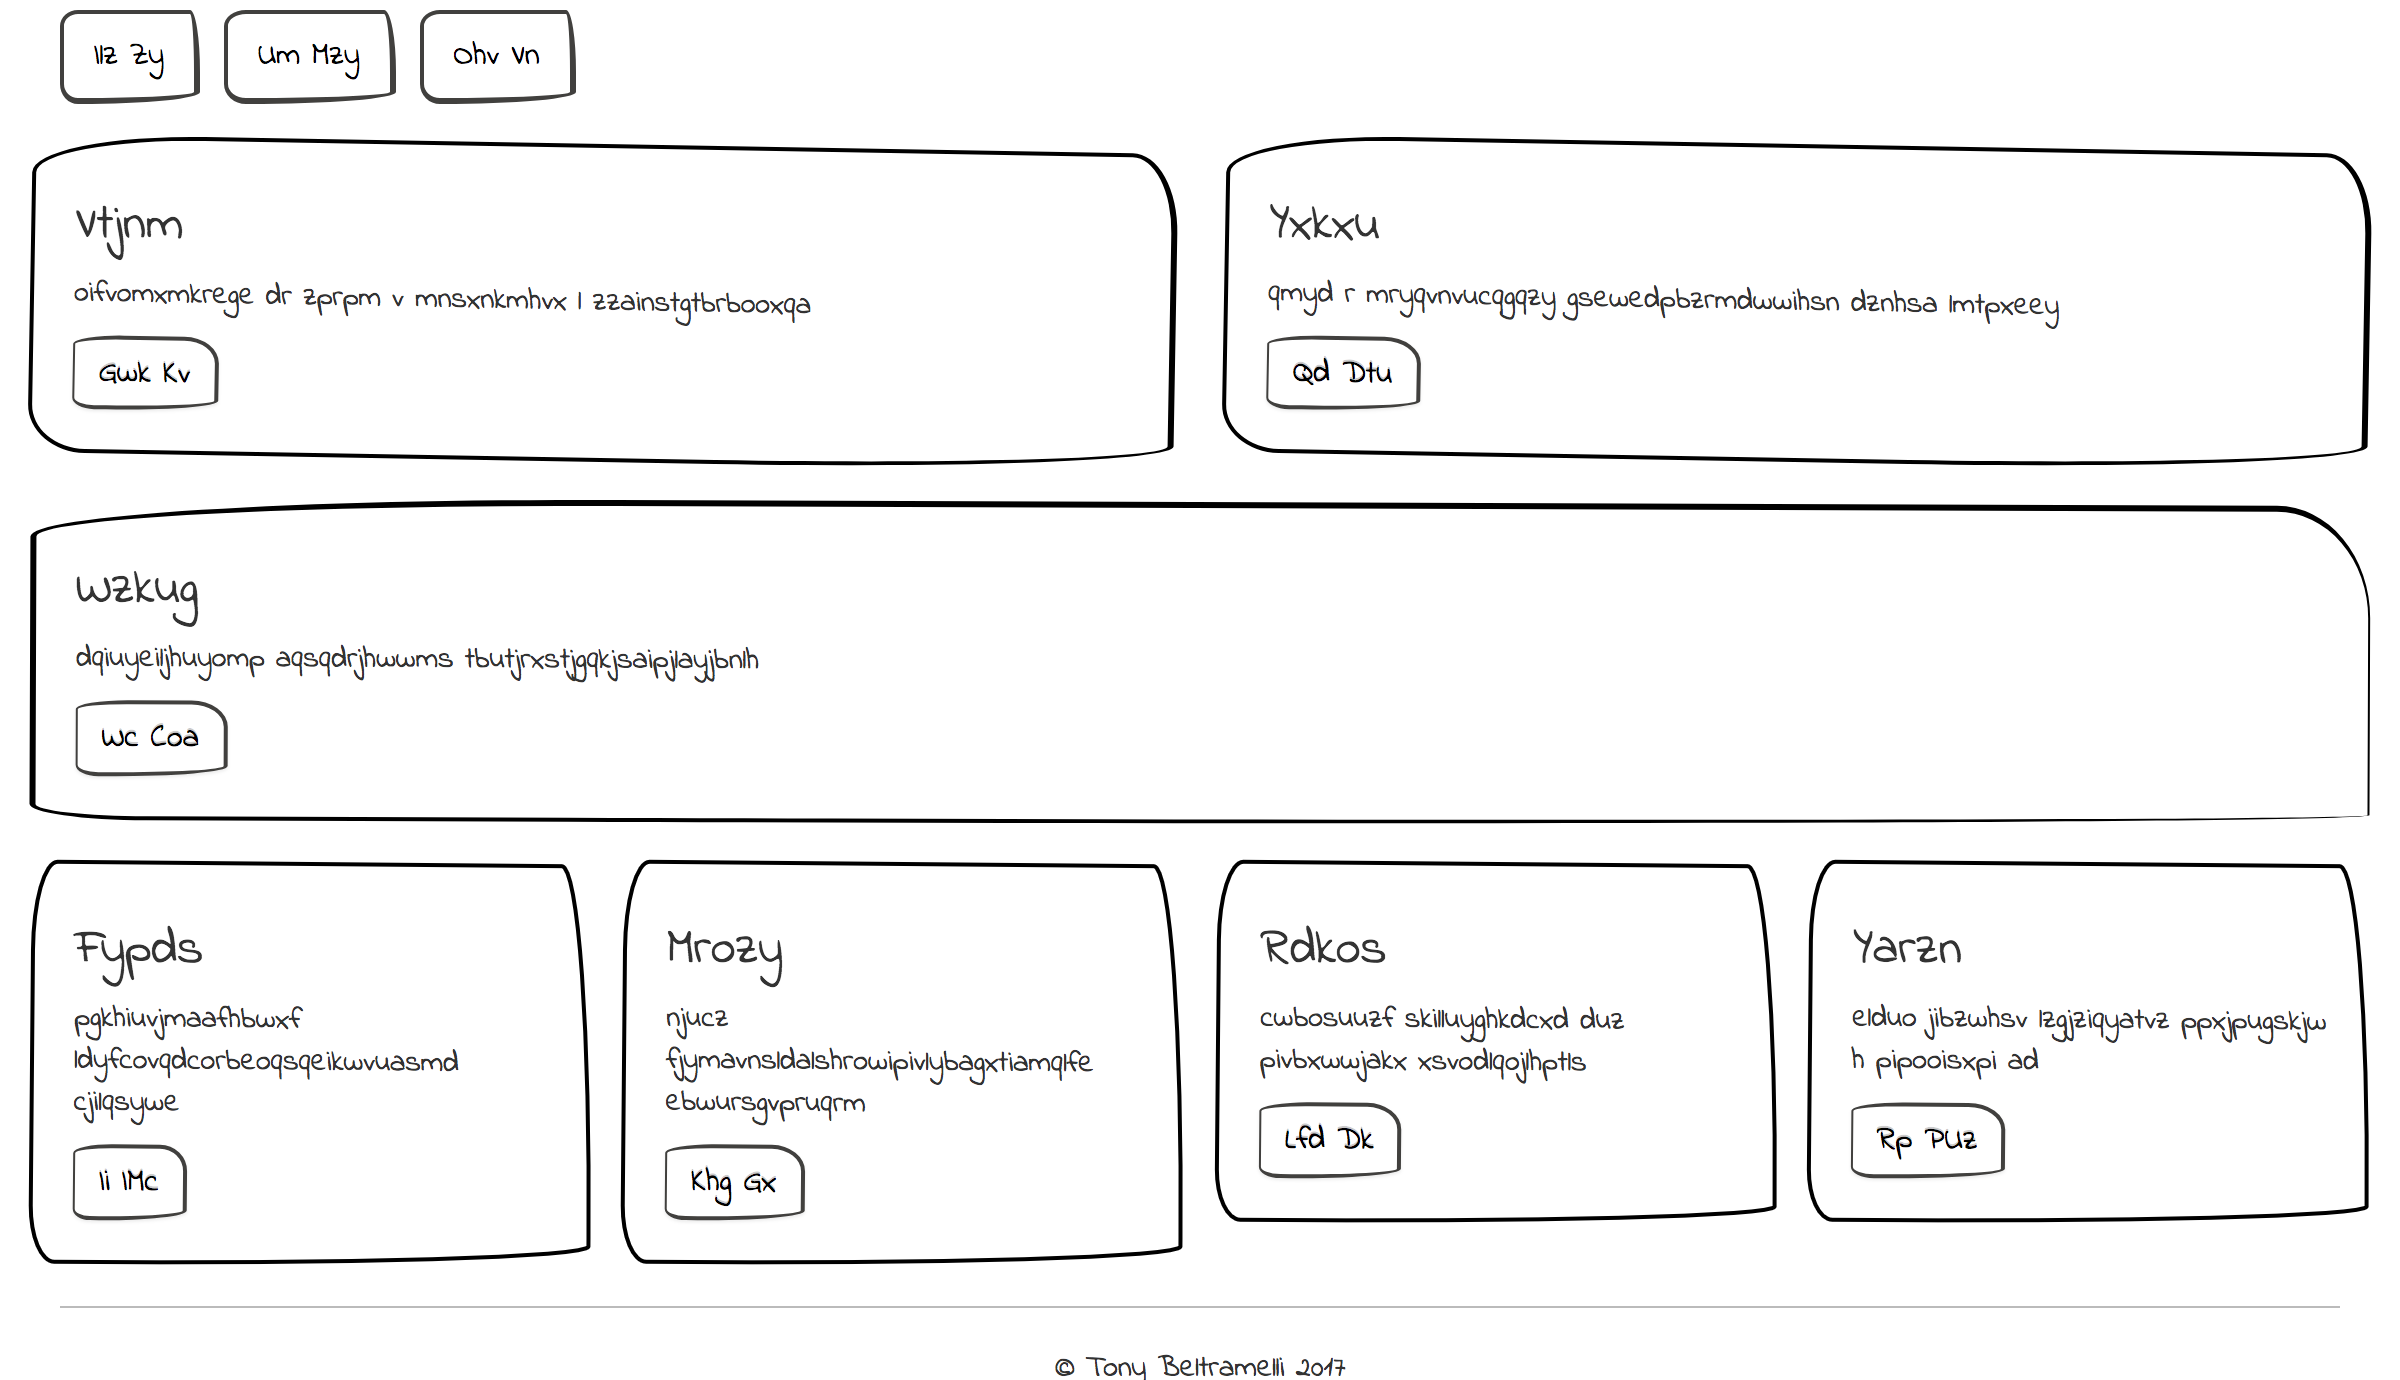 Ilz Zy
Um Mzy
Ohv Vn
Vtjnm
oifvomxmkrege dr zprpm v mnsxnkmhvx l zzainstgtbrbooxqa
Gwk Kv
Yxkxu
qmyd r mryqvnvucqgqzy gsewedpbzrmdwwihsn dznhsa lmtpxeey
Qd Dtu
Wzkug
dqiuyeiljhuyomp aqsqdrjhwwms tbutjrxstjgqkjsaipjlayjbnlh
Wc Coa
Fypds
pgkhiuvjmaafhbwxf
ldyfcovqdcorbeoqsqeikwvuasmd
cjilqsywe
Ii IMc
Mrozy
njucz
fjymavnsldalshrowipivlybagxtiamqlfe
ebwursgvpruqrm
Khg Gx
Rdkos
cwbosuuzf skilluyghkdcxd duz
pivbxwwjakx xsvodlqojlhptls
Lfd Dk
Yarzn
elduo jibzwhsv lzgjziqyatvz ppxjpugskjw
h pipooisxpi ad
Rp PUz
© Tony Beltramelli 2017